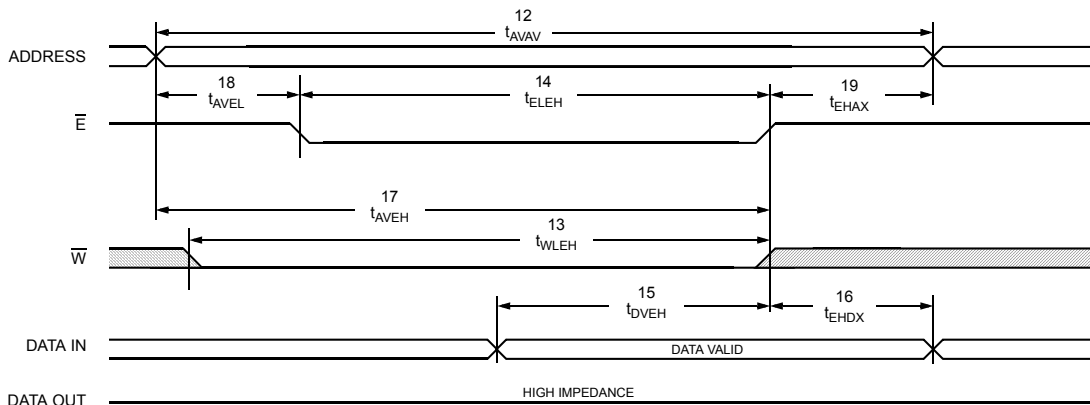 12
tAVAV
ADDRESS
18
tAVEL
14
tELEH
19
tEHAX
E̅
17
tAVEH
13
tWLEH
W̅
15
tDVEH
16
tEHDX
DATA IN
DATA VALID
DATA OUT
HIGH IMPEDANCE